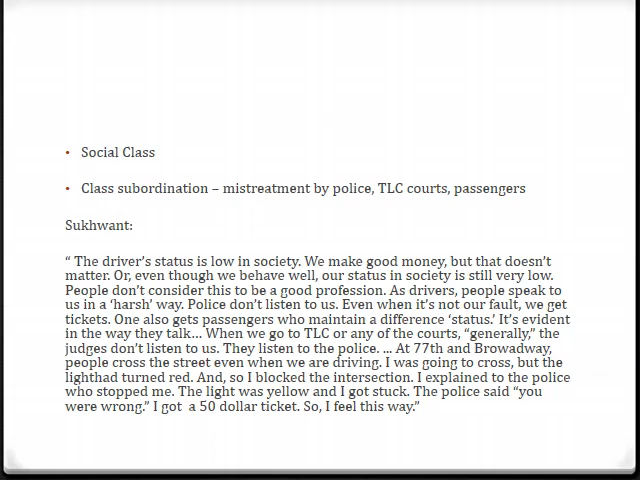 • Social Class
• Class subordination – mistreatment by police, TLC courts, passengers
Sukhwant:
“ The driver’s status is low in society. We make good money, but that doesn’t
matter. Or, even though we behave well, our status in society is still very low.
People don’t consider this to be a good profession. As drivers, people speak to
us in a ‘harsh’ way. Police don’t listen to us. Even when it’s not our fault, we get
tickets. One also gets passengers who maintain a difference ‘status.’ It’s evident
in the way they talk… When we go to TLC or any of the courts, “generally,” the
judges don’t listen to us. They listen to the police. ... At 77th and Browadway,
people cross the street even when we are driving. I was going to cross, but the
lighthad turned red. And, so I blocked the intersection. I explained to the police
who stopped me. The light was yellow and I got stuck. The police said “you
were wrong.” I got  a 50 dollar ticket. So, I feel this way.”